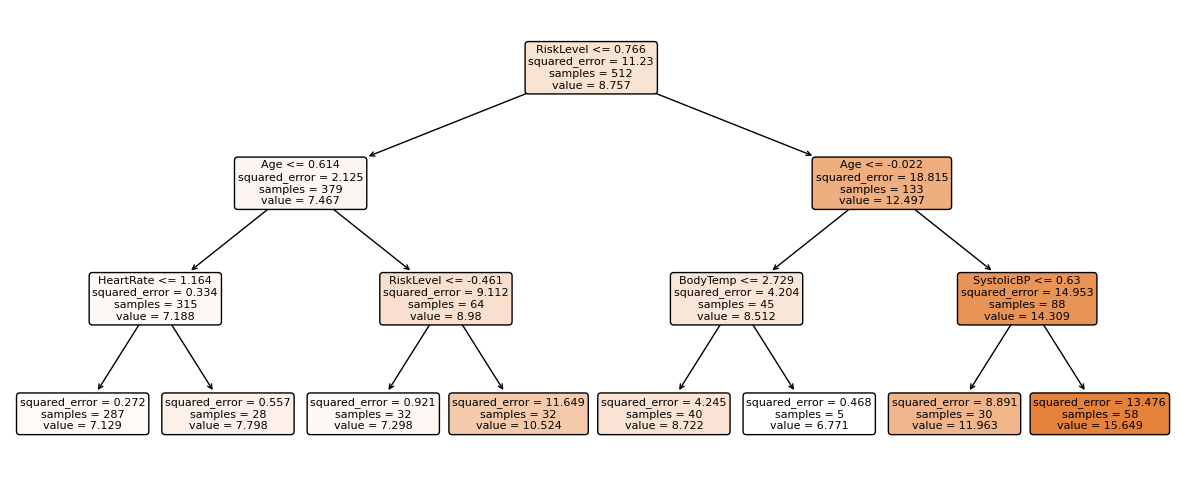 RiskLevel <= 0.766
squared_error = 11.23
samples = 512
value = 8.757
Age <= 0.614
squared_error = 2.125
samples = 379
value = 7.467
Age <= -0.022
squared_error = 18.815
samples = 133
value = 12.497
HeartRate <= 1.164
squared_error = 0.334
samples = 315
value = 7.188
RiskLevel <= -0.461
squared_error = 9.112
samples = 64
value = 8.98
BodyTemp <= 2.729
squared_error = 4.204
samples = 45
value = 8.512
SystolicBP <= 0.63
squared_error = 14.953
samples = 88
value = 14.309
squared_error = 0.272
samples = 287
value = 7.129
squared_error = 0.557
samples = 28
value = 7.798
squared_error = 0.921
samples = 32
value = 7.298
squared_error = 11.649
samples = 32
value = 10.524
squared_error = 4.245
samples = 40
value = 8.722
squared_error = 0.468
samples = 5
value = 6.771
squared_error = 8.891
samples = 30
value = 11.963
squared_error = 13.476
samples = 58
value = 15.649